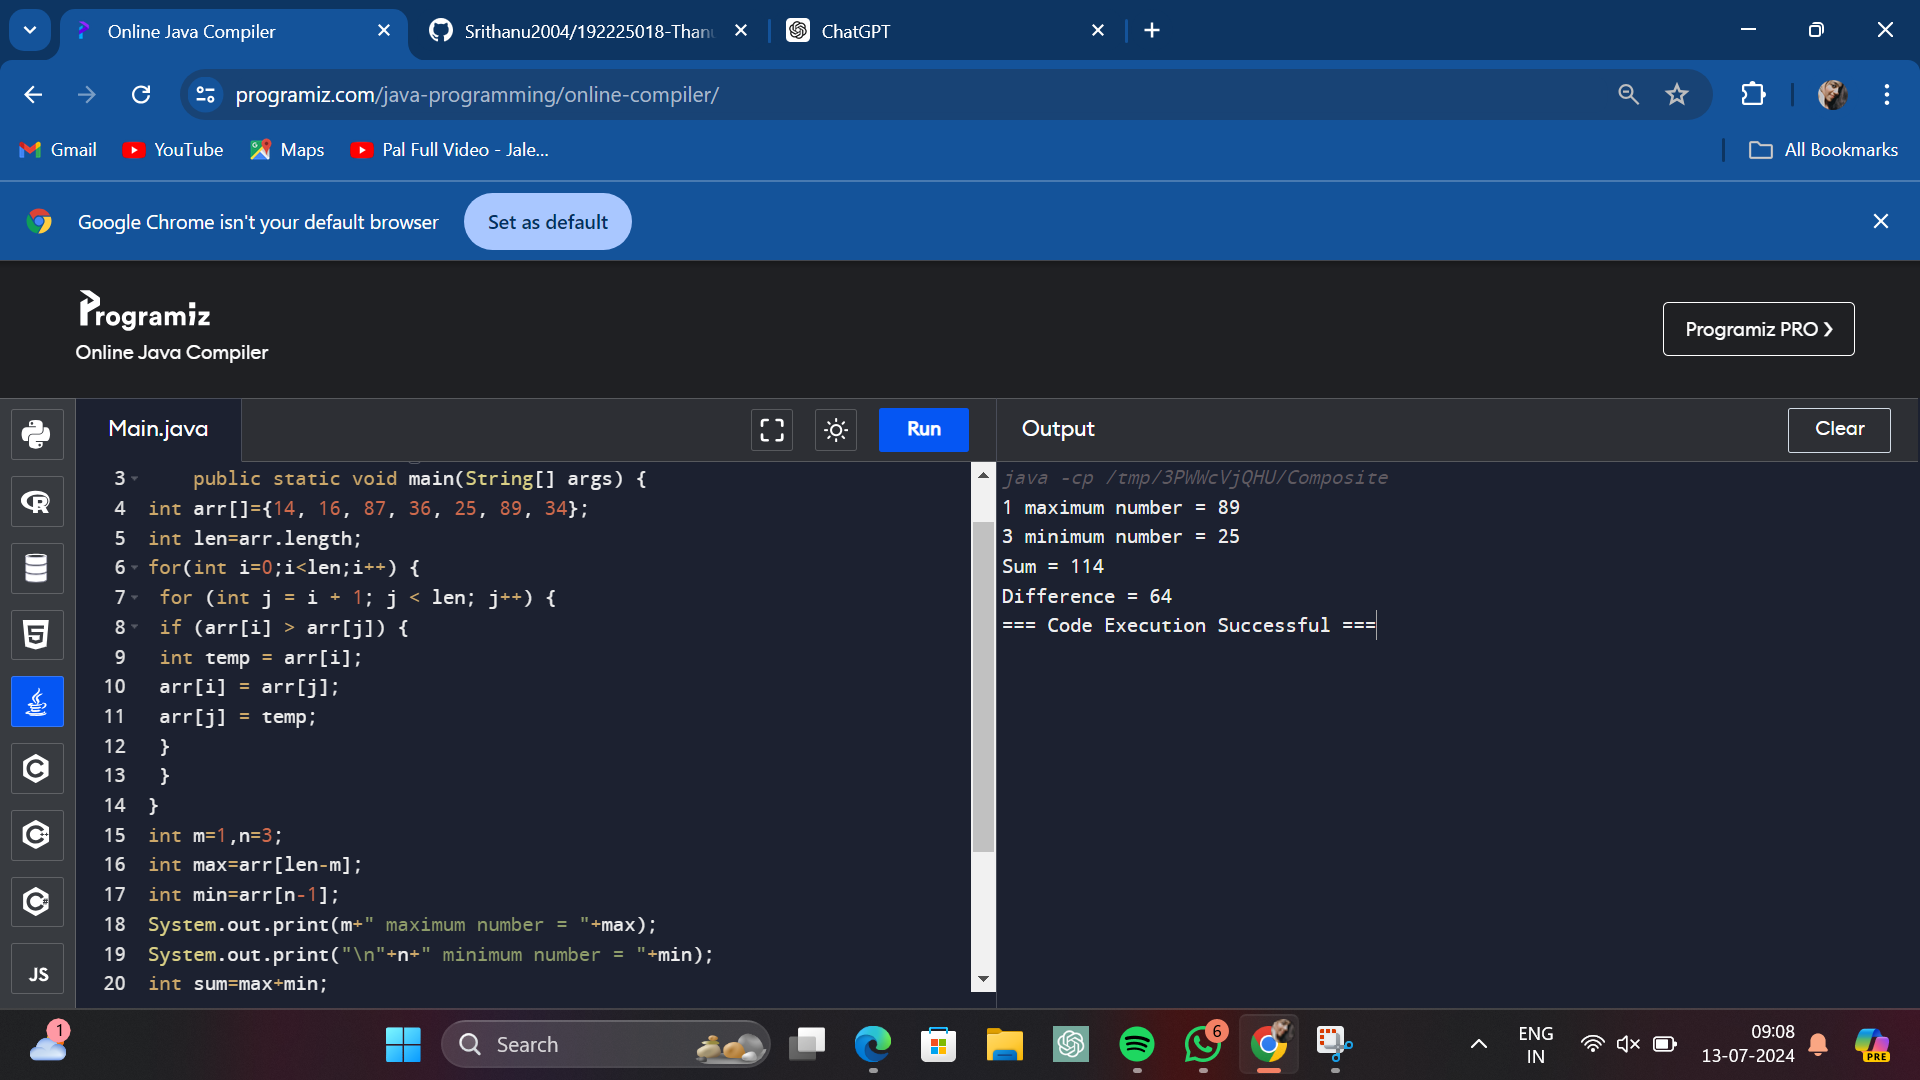 Online Java Compiler
Srithanu2004/192225018-Than
ChatGPT
programiz.com/java-programming/online-compiler/
Gmail
YouTube
Maps
Pal Full Video - Jale...
All Bookmarks
Google Chrome isn't your default browser
Set as default
Programiz
Online Java Compiler
Programiz PRO ❯
Main.java
Run
Output
Clear
3 public static void main(String[] args) {
4 int arr[]={14, 16, 87, 36, 25, 89, 34};
5 int len=arr.length;
6 for(int i=0;i<len;i++) {
7 for (int j = i + 1; j < len; j++) {
8 if (arr[i] > arr[j]) {
9 int temp = arr[i];
10 arr[i] = arr[j];
11 arr[j] = temp;
12 }
13 }
14 }
15 int m=1,n=3;
16 int max=arr[len-m];
17 int min=arr[n-1];
18 System.out.print(m+" maximum number = "+max);
19 System.out.print("\n"+n+" minimum number = "+min);
20 int sum=max+min;
java -cp /tmp/3PWWcVjQHU/Composite
1 maximum number = 89
3 minimum number = 25
Sum = 114
Difference = 64
=== Code Execution Successful ===
JS
1
Search
6
ENG
IN
09:08
13-07-2024
PRE